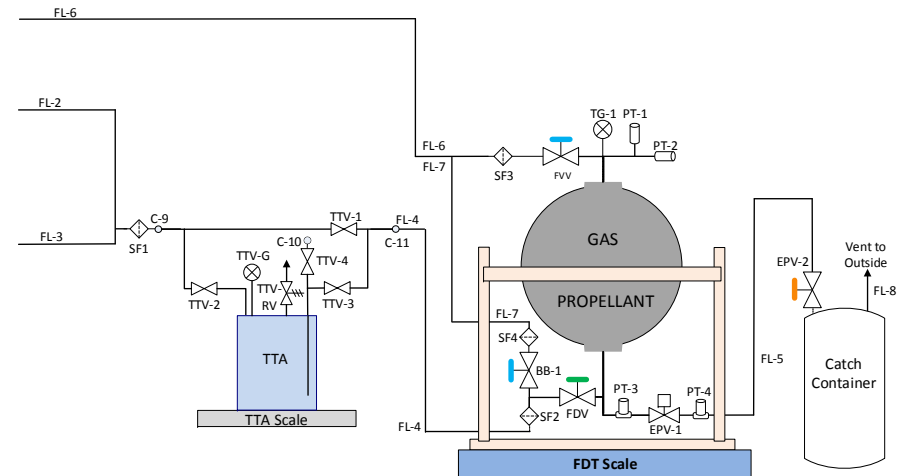 FL-6
FL-2
TG-1
PT-1
FL-6
FL-7
PT-2
SF3
FVV
C-9
TTV-1
FL-4
FL-3
SF1
C-10
C-11
GAS
TTV-G
TTV-4
EPV-2
Vent to
Outside
TTV-
RV
FL-8
TTV-2
TTV-3
PROPELLANT
FL-7
SF4
TTA
BB-1
FL-5
Catch
Container
PT-3
PT-4
FDV
SF2
TTA Scale
FL-4
EPV-1
FDT Scale